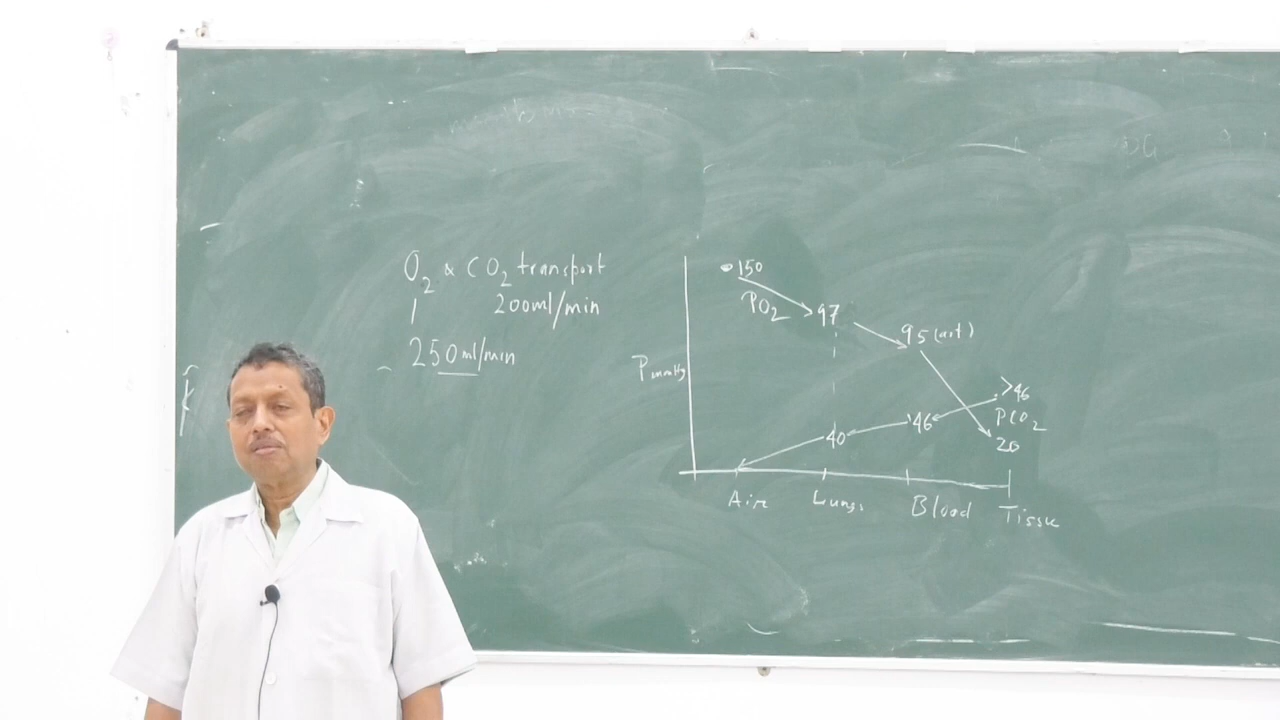 O₂ & CO₂ transport
200ml/min
250ml/min
150
PO₂
97
95 (art)
Pmmhg
>46
PCO₂
'46
40
20
Air
Lungs
Blood
Tissue